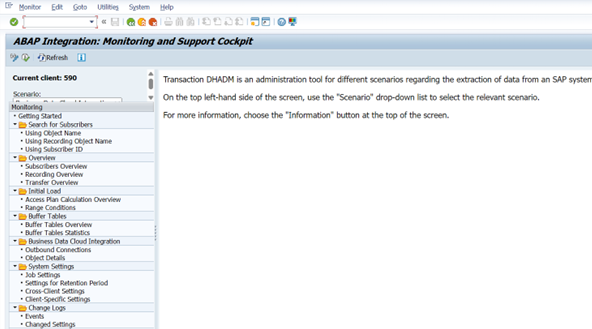 Monitor Edit Goto Utilities System Help
ABAP Integration: Monitoring and Support Cockpit
Refresh
Current client: 590
Scenario:
Monitoring
Getting Started
Search for Subscribers
Using Object Name
Using Recording Object Name
Using Subscriber ID
Overview
Subscribers Overview
Recording Overview
Transfer Overview
Initial Load
Access Plan Calculation Overview
Range Conditions
Buffer Tables
Buffer Tables Overview
Buffer Tables Statistics
Business Data Cloud Integration
Outbound Connections
Object Details
System Settings
Job Settings
Settings for Retention Period
Cross-Client Settings
Client-Specific Settings
Change Logs
Events
Changed Settings
Transaction DHADM is an administration tool for different scenarios regarding the extraction of data from an SAP system
On the top left-hand side of the screen, use the "Scenario" drop-down list to select the relevant scenario.
For more information, choose the "Information" button at the top of the screen.